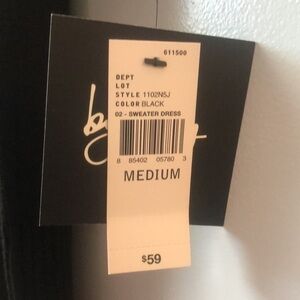 611500
DEPT
LOT
STYLE 1102N5J
COLOR BLACK
02 - SWEATER DRESS
8 85402 05780 3
MEDIUM
$59